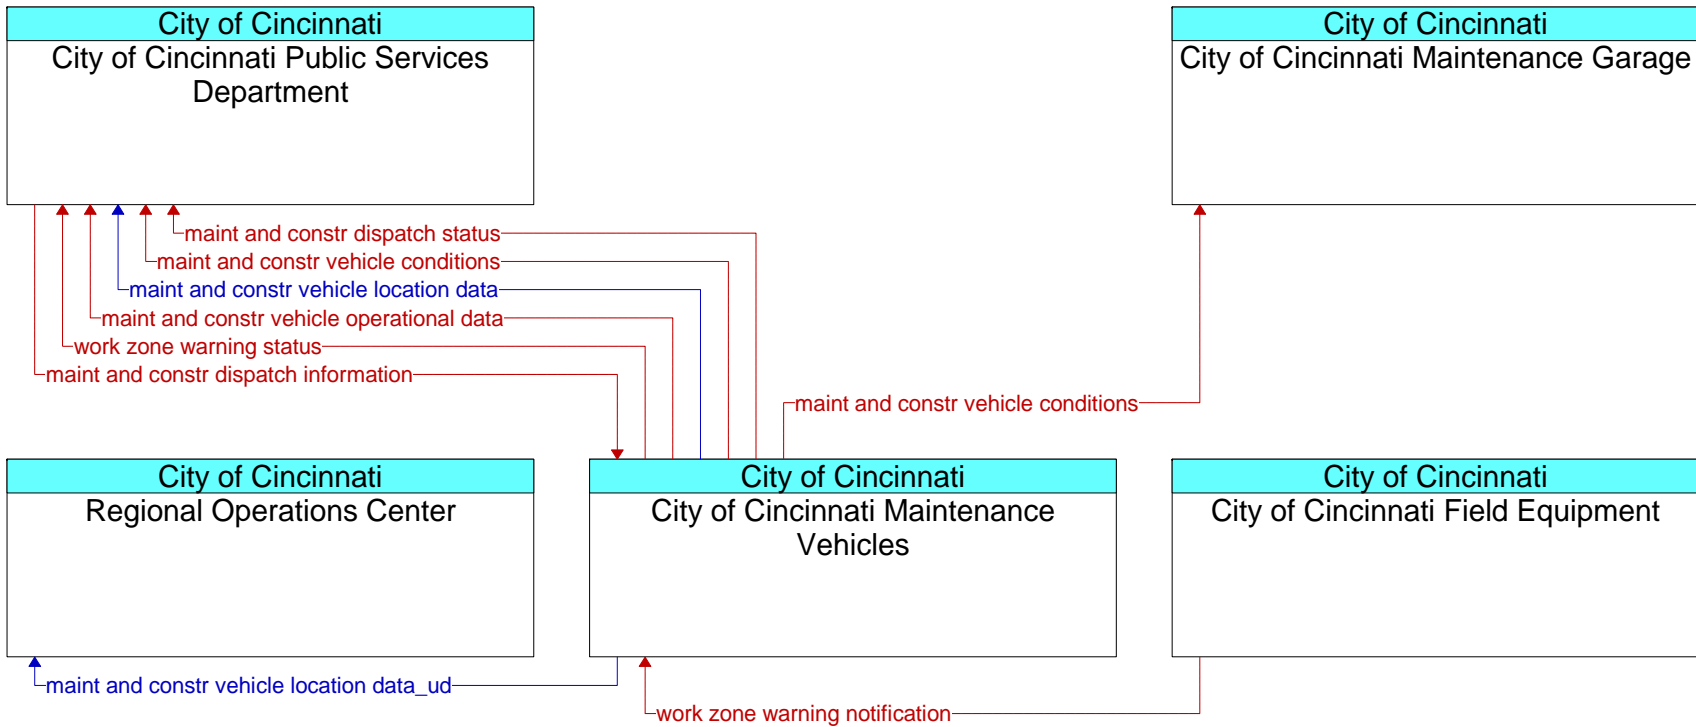 City of Cincinnati
City of Cincinnati Public Services
Department
City of Cincinnati
City of Cincinnati Maintenance Garage
maint and constr dispatch status
maint and constr vehicle conditions
maint and constr vehicle location data
maint and constr vehicle operational data
work zone warning status
maint and constr dispatch information
maint and constr vehicle conditions
City of Cincinnati
Regional Operations Center
City of Cincinnati
City of Cincinnati Maintenance
Vehicles
City of Cincinnati
City of Cincinnati Field Equipment
maint and constr vehicle location data_ud
work zone warning notification